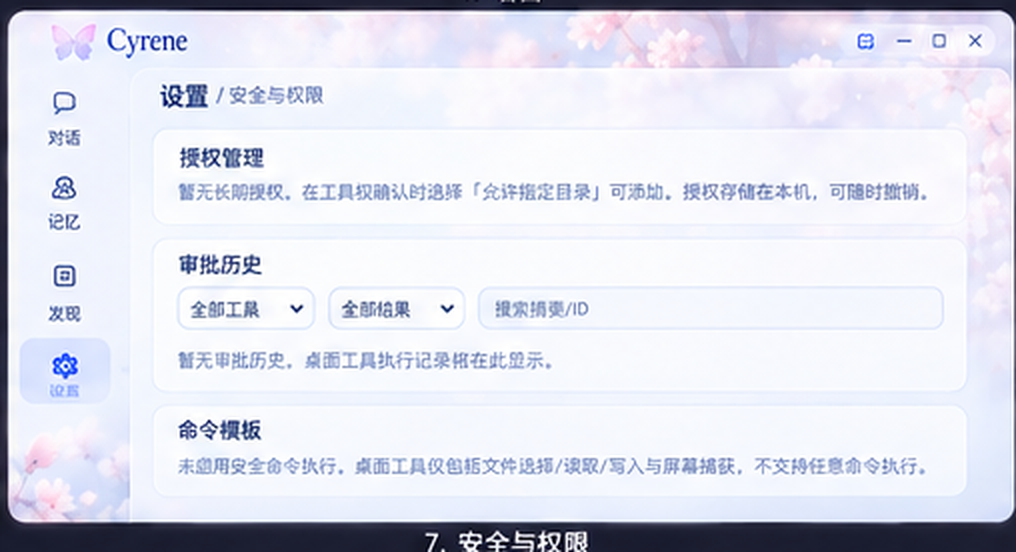 Cyrene
设置 / 安全与权限
对话
记忆
发现
设置
授权管理
暂无长期授权。在工具权确认时选择「允许指定目录」可添加。授权存储在本机，可随时撤销。
审批历史
全部工具
全部结果
搜索摘要/ID
暂无审批历史。桌面工具执行记录将在此显示。
命令模板
未启用安全命令执行。桌面工具仅包括文件选择/读取/写入与屏幕捕获，不支持任意命令执行。
7. 安全与权限